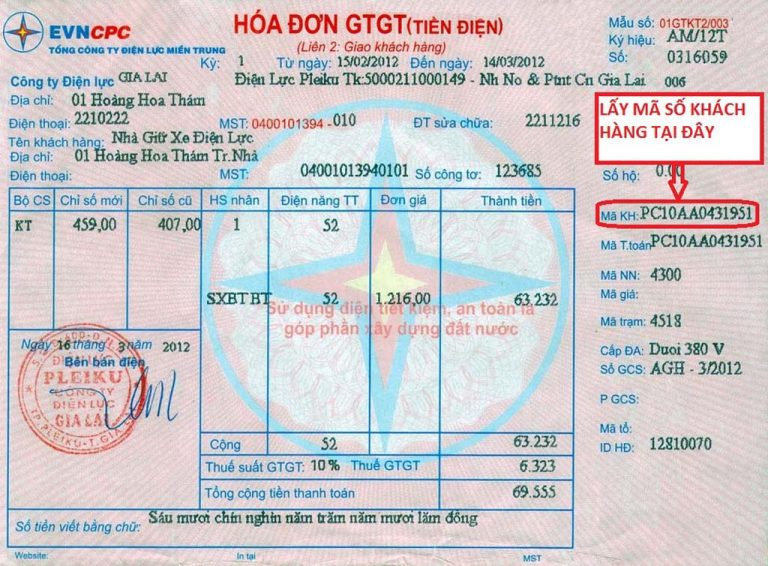 EVNCPC
TỔNG CÔNG TY ĐIỆN LỰC MIỀN TRUNG
HÓA ĐƠN GTGT(TIỀN ĐIỆN)
(Liên 2: Giao khách hàng)
Mẫu số: 01GTKT2/003
Ký hiệu: AM/12T
Số: 0316059
Kỳ: 1 Từ ngày: 15/02/2012 Đến ngày: 14/03/2012
Công ty Điện lực GIA LAI Điện Lực Pleiku Tk:5000211000149 - Nh No & Ptnt Cn Gia Lai 006
Địa chỉ: 01 Hoàng Hoa Thám
Điện thoại: 2210222 MST: 0400101394-010 ĐT sửa chữa: 2211216
LẤY MÃ SỐ KHÁCH
HÀNG TẠI ĐÂY
Tên khách hàng: Nhà Giữ Xe Điện Lực
Địa chỉ: 01 Hoàng Hoa Thám Tr.Nhà
Điện thoại: MST: 04001013940101 Số công tơ: 123685 Số hộ: 0.00
Bộ CS Chỉ số mới Chỉ số cũ HS nhân Điện năng TT Đơn giá Thành tiền
KT 459,00 407,00 1 52
SXBT BT 52 1.216,00 63.232
Sử dụng điện tiết kiệm, an toàn là
góp phần xây dựng đất nước
Mã KH: PC10AA0431951
Mã T.toán: PC10AA0431951
Mã NN: 4300
Mã giá:
Mã trạm: 4518
Cấp ĐA: Duoi 380 V
Số GCS: AGH - 3/2012
P GCS:
Mã tổ:
ID HĐ: 12810070
Ngày 16 tháng 3 năm 2012
Bên bán điện
ĐIỆN LỰC
PLEIKU
CÔNG TY
ĐIỆN LỰC
GIA LAI
TP.PLEIKU-T.GIA LAI
Cộng 52 63.232
Thuế suất GTGT: 10% Thuế GTGT 6.323
Tổng cộng tiền thanh toán 69.555
Số tiền viết bằng chữ: Sáu mươi chín nghìn năm trăm năm mươi lăm đồng
Website: In tại MST